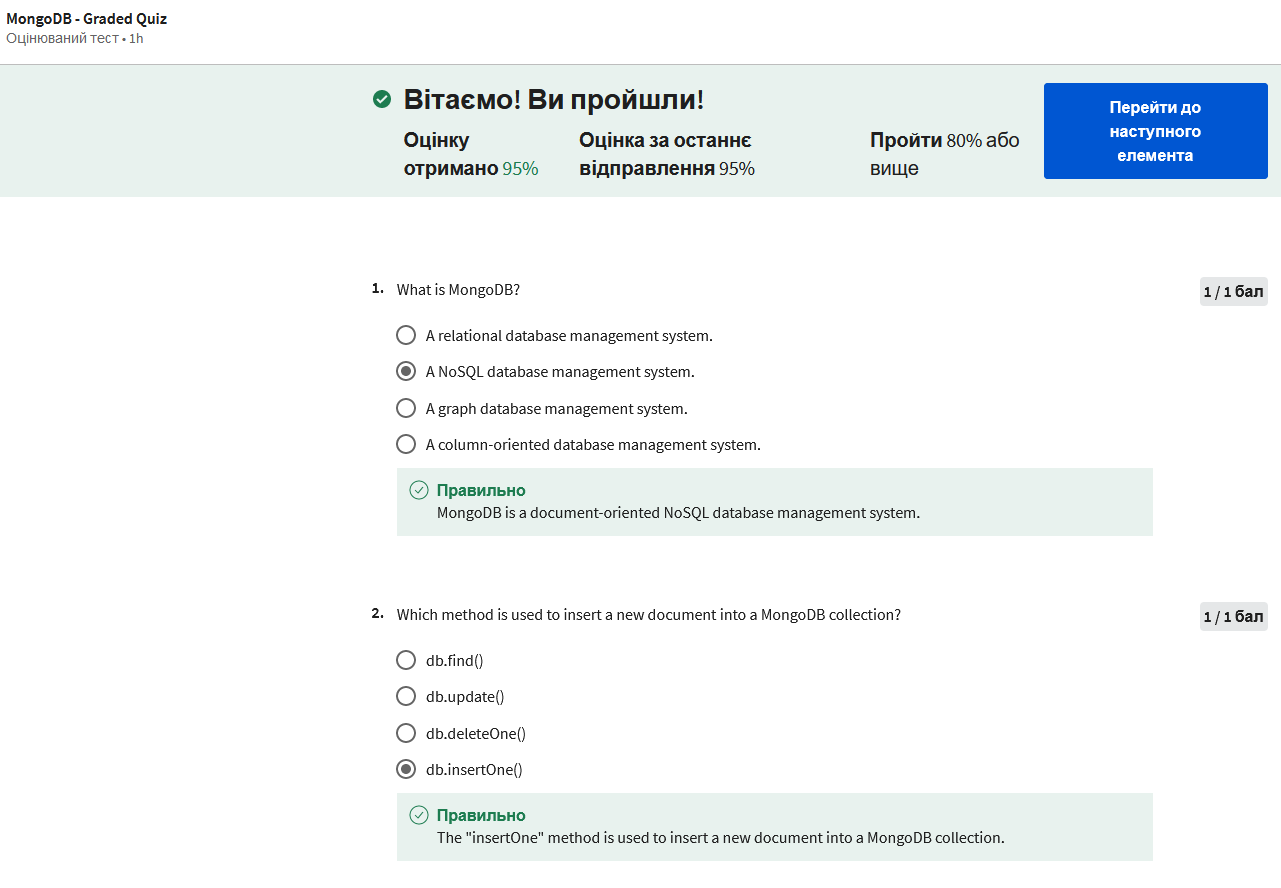 MongoDB - Graded Quiz
Оцінюваний тест • 1h
Вітаємо! Ви пройшли!
Оцінку
отримано 95%
Оцінка за останнє
відправлення 95%
Пройти 80% або
вище
Перейти до
наступного
елемента
1. What is MongoDB?
1 / 1 бал
A relational database management system.
A NoSQL database management system.
A graph database management system.
A column-oriented database management system.
Правильно
MongoDB is a document-oriented NoSQL database management system.
2. Which method is used to insert a new document into a MongoDB collection?
1 / 1 бал
db.find()
db.update()
db.deleteOne()
db.insertOne()
Правильно
The "insertOne" method is used to insert a new document into a MongoDB collection.